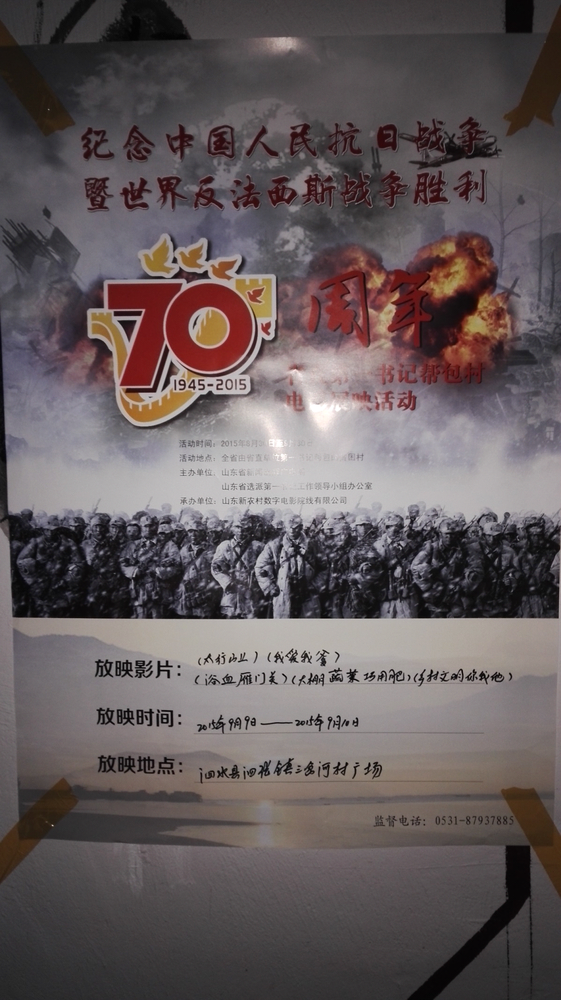 纪念中国人民抗日战争
暨世界反法西斯战争胜利
70 周年
1945-2015
书记帮包村
电 展映活动
活动时间：2015年8月30日至9月30日
活动地点：全省由省直单位第一书记帮包的贫困村
主办单位：山东省新闻
山东省选派第一书记工作领导小组办公室
承办单位：山东新农村数字电影院线有限公司
放映影片：（太行山上）（我爱我爹）
（浴血雁门关）（大棚蔬菜巧用肥）（乡村文明你我他）
放映时间：2015年9月9日——2015年9月10日
放映地点：泗水县泗张镇三合河村广场
监督电话：0531-87937885